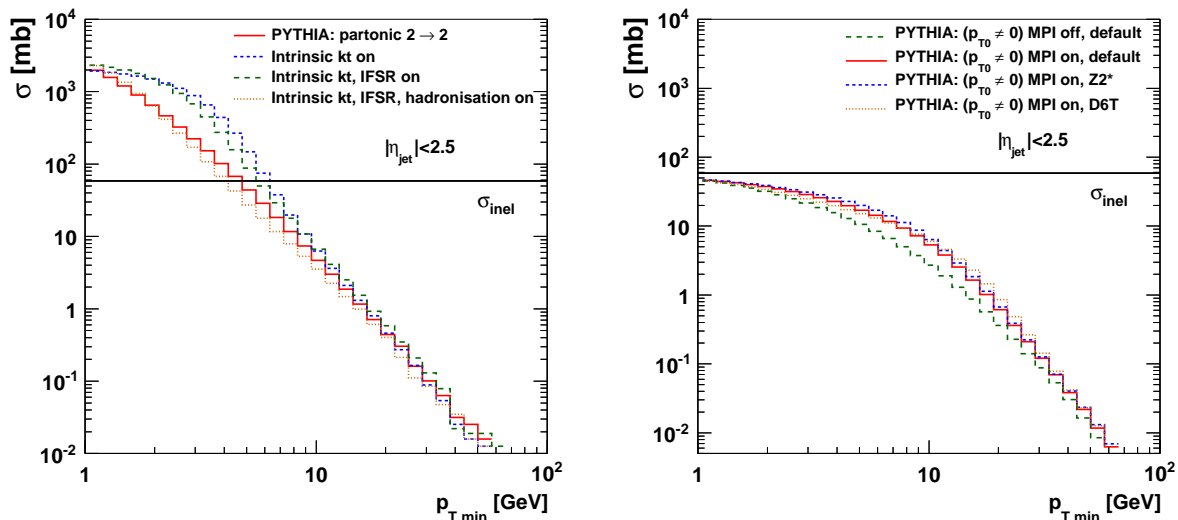 σ [mb]
10⁴
10³
10²
10
1
10⁻¹
10⁻²
PYTHIA: partonic 2 → 2
Intrinsic kt on
Intrinsic kt, IFSR on
Intrinsic kt, IFSR, hadronisation on
|η_jet|<2.5
σ_inel
1 10 10²
p_T min [GeV]
σ [mb]
10⁴
10³
10²
10
1
10⁻¹
10⁻²
PYTHIA: (p_T0 ≠ 0) MPI off, default
PYTHIA: (p_T0 ≠ 0) MPI on, default
PYTHIA: (p_T0 ≠ 0) MPI on, Z2*
PYTHIA: (p_T0 ≠ 0) MPI on, D6T
|η_jet|<2.5
σ_inel
1 10 10²
p_T min [GeV]